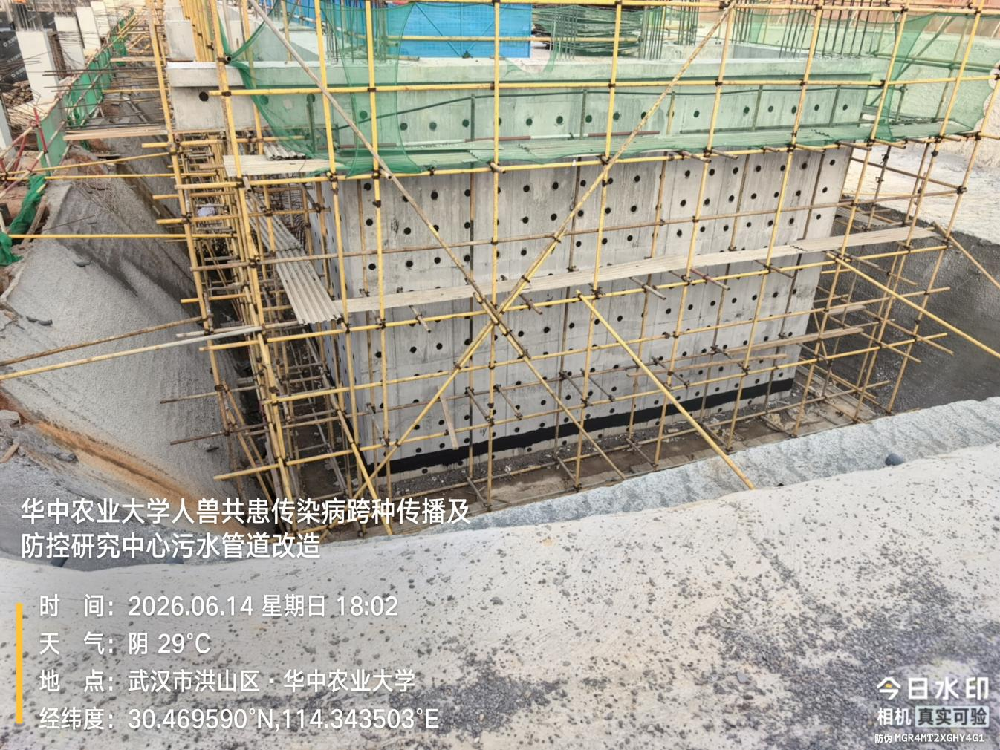 华中农业大学人兽共患传染病跨种传播及
防控研究中心污水管道改造
时 间：2026.06.14 星期日 18:02
天 气：阴 29°C
地 点：武汉市洪山区·华中农业大学
经纬度：30.469590°N,114.343503°E
今日水印
相机 真实可验
防伪 MGR4MT2XGHY4G1